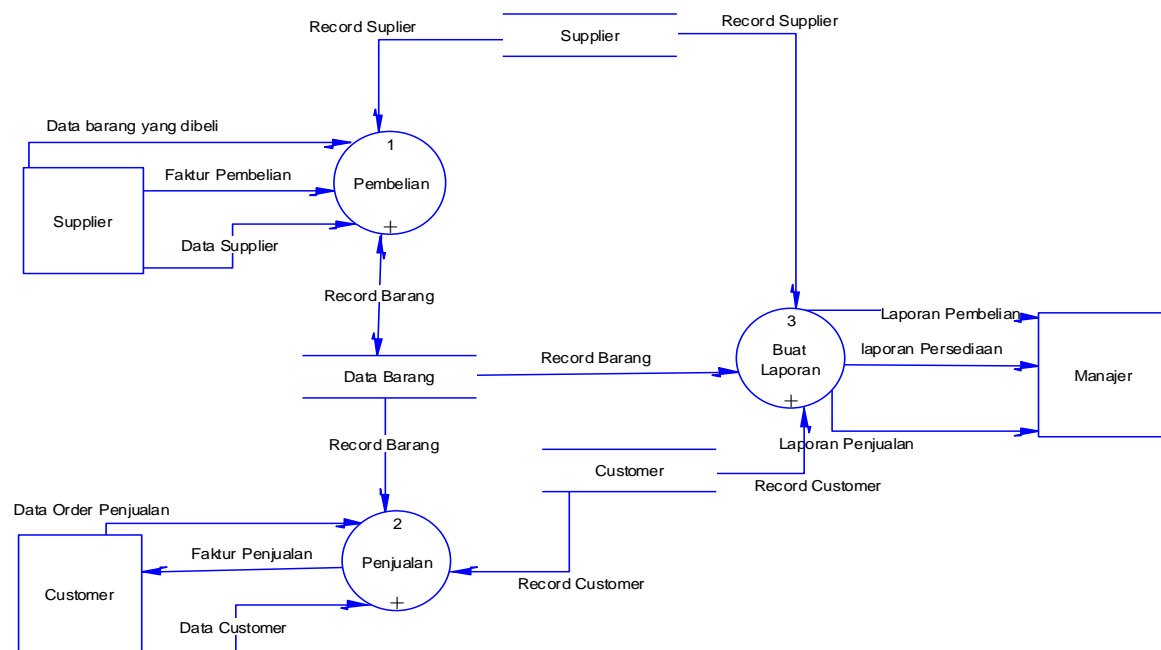 Record Suplier
Record Supplier
Supplier
Data barang yang dibeli
1
Pembelian
+
Faktur Pembelian
Supplier
Data Supplier
Record Barang
Data Barang
Record Barang
3
Buat
Laporan
+
Laporan Pembelian
laporan Persediaan
Manajer
Laporan Penjualan
Record Barang
Customer
Record Customer
Data Order Penjualan
2
Penjualan
+
Faktur Penjualan
Customer
Record Customer
Data Customer